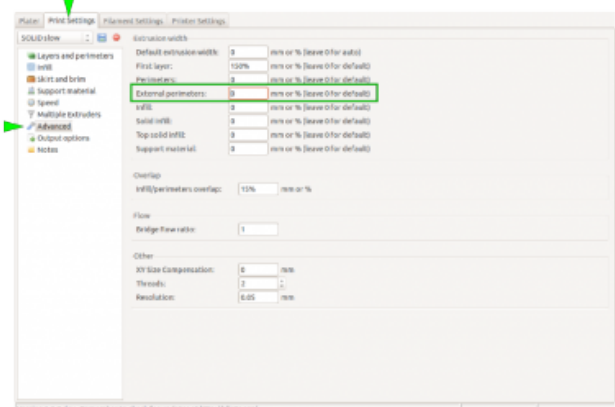 Plater Print Settings Filament Settings Printer Settings
SOLID slow
Layers and perimeters
Infill
Skirt and brim
Support material
Speed
Multiple Extruders
Advanced
Output options
Notes
Extrusion width
Default extrusion width: 0 mm or % (leave 0 for auto)
First layer: 150% mm or % (leave 0 for default)
Perimeters: 0 mm or % (leave 0 for default)
External perimeters: 0 mm or % (leave 0 for default)
Infill: 0 mm or % (leave 0 for default)
Solid infill: 0 mm or % (leave 0 for default)
Top solid infill: 0 mm or % (leave 0 for default)
Support material: 0 mm or % (leave 0 for default)
Overlap
Infill/perimeters overlap: 15% mm or %
Flow
Bridge flow ratio: 1
Other
XY Size Compensation: 0 mm
Threads: 2
Resolution: 0.05 mm